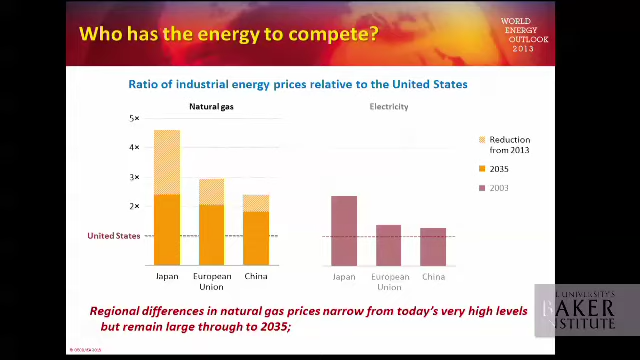 Who has the energy to compete?
WORLD
ENERGY
OUTLOOK
2013
Ratio of industrial energy prices relative to the United States
Natural gas
Electricity
5×
4×
3×
2×
United States
Japan
European
Union
China
Japan
European
Union
China
Reduction
from 2013
2035
2003
UNIVERSITY'S
BAKER
INSTITUTE
Regional differences in natural gas prices narrow from today's very high levels
but remain large through to 2035;